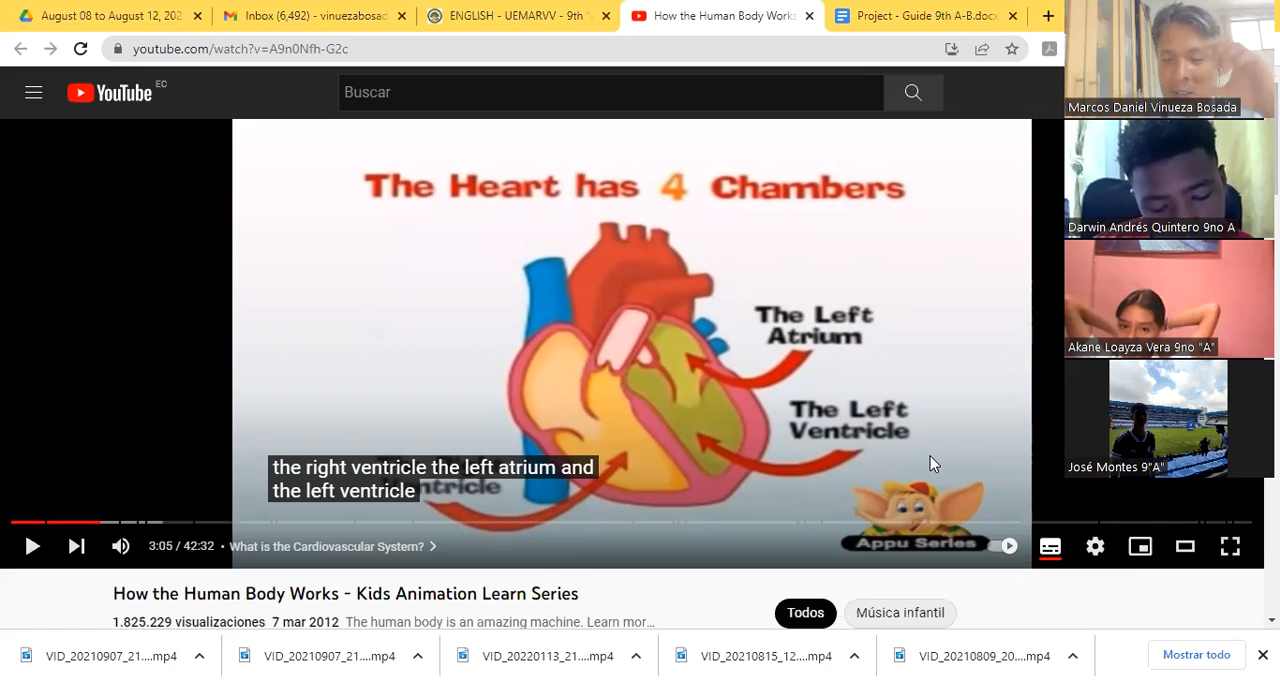 August 08 to August 12, 202
Inbox (6,492) - vinuezabosad
ENGLISH - UEMARVV - 9th "
How the Human Body Works
Project - Guide 9th A-B.docx
youtube.com/watch?v=A9n0Nfh-G2c
YouTube EC
Buscar
The Heart has 4 Chambers
The Left
Atrium
The Left
Ventricle
the right ventricle the left atrium and
the left ventricle
Appu Series
3:05 / 42:32 • What is the Cardiovascular System?
How the Human Body Works - Kids Animation Learn Series
1.825.229 visualizaciones 7 mar 2012 The human body is an amazing machine. Learn mor...
Todos
Música infantil
Marcos Daniel Vinueza Bosada
Darwin Andrés Quintero 9no A
Akane Loayza Vera 9no "A"
José Montes 9"A"
VID_20210907_21....mp4
VID_20210907_21....mp4
VID_20220113_21....mp4
VID_20210815_12....mp4
VID_20210809_20....mp4
Mostrar todo